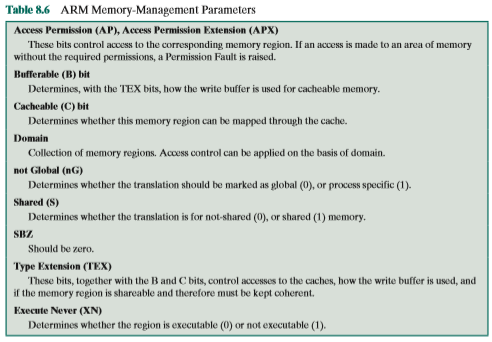 Table 8.6 ARM Memory-Management Parameters
Access Permission (AP), Access Permission Extension (APX)
These bits control access to the corresponding memory region. If an access is made to an area of memory
without the required permissions, a Permission Fault is raised.
Bufferable (B) bit
Determines, with the TEX bits, how the write buffer is used for cacheable memory.
Cacheable (C) bit
Determines whether this memory region can be mapped through the cache.
Domain
Collection of memory regions. Access control can be applied on the basis of domain.
not Global (nG)
Determines whether the translation should be marked as global (0), or process specific (1).
Shared (S)
Determines whether the translation is for not-shared (0), or shared (1) memory.
SBZ
Should be zero.
Type Extension (TEX)
These bits, together with the B and C bits, control accesses to the caches, how the write buffer is used, and
if the memory region is shareable and therefore must be kept coherent.
Execute Never (XN)
Determines whether the region is executable (0) or not executable (1).